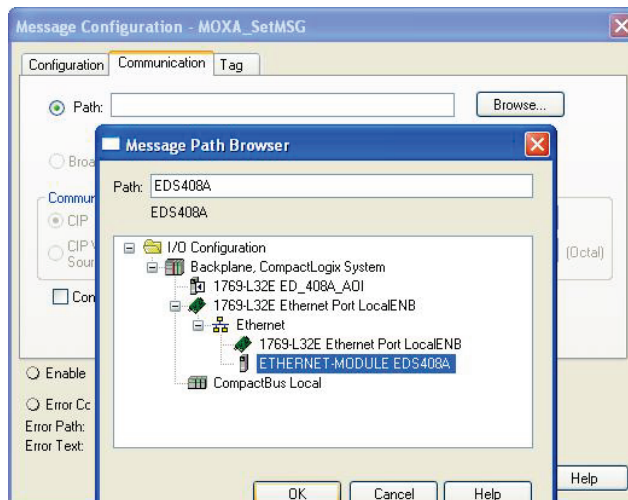 Message Configuration - MOXA_SetMSG
Configuration Communication Tag
Path: Browse...
Message Path Browser
Path: EDS408A
EDS408A
I/O Configuration
Backplane, CompactLogix System
1769-L32E ED_408A_AOI
1769-L32E Ethernet Port LocalENB
Ethernet
1769-L32E Ethernet Port LocalENB
ETHERNET-MODULE EDS408A
CompactBus Local
OK Cancel Help
Broa
Commun
CIP
CIP
Sour
(Octal)
Con
Enable
Error Cc
Error Path:
Error Text:
Help